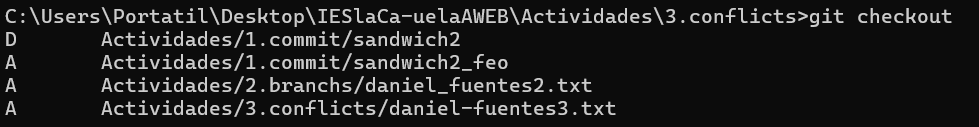 C:\Users\Portatil\Desktop\IESlaCa-uelaAWEB\Actividades\3.conflicts>git checkout
D       Actividades/1.commit/sandwich2
A       Actividades/1.commit/sandwich2_feo
A       Actividades/2.branchs/daniel_fuentes2.txt
A       Actividades/3.conflicts/daniel-fuentes3.txt